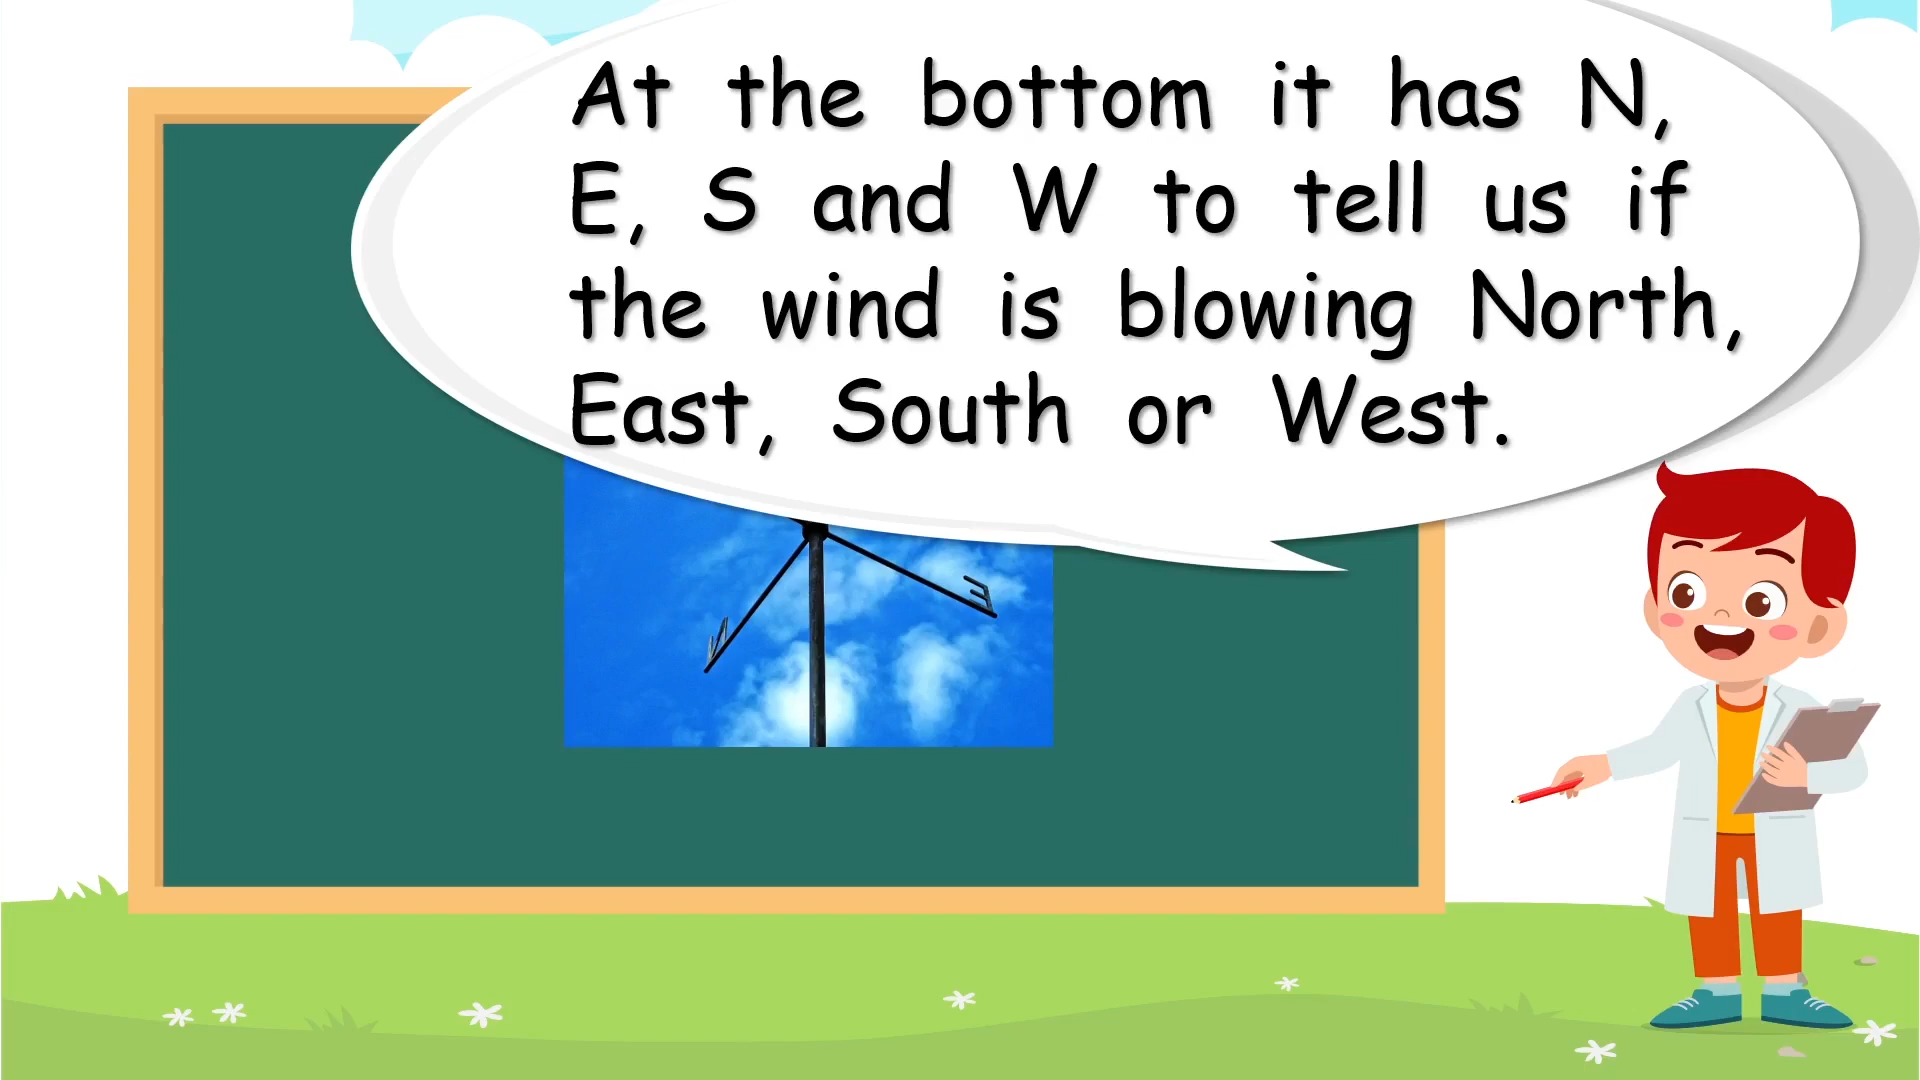 At the bottom it has N,
E, S and W to tell us if
the wind is blowing North,
East, South or West.
N
E